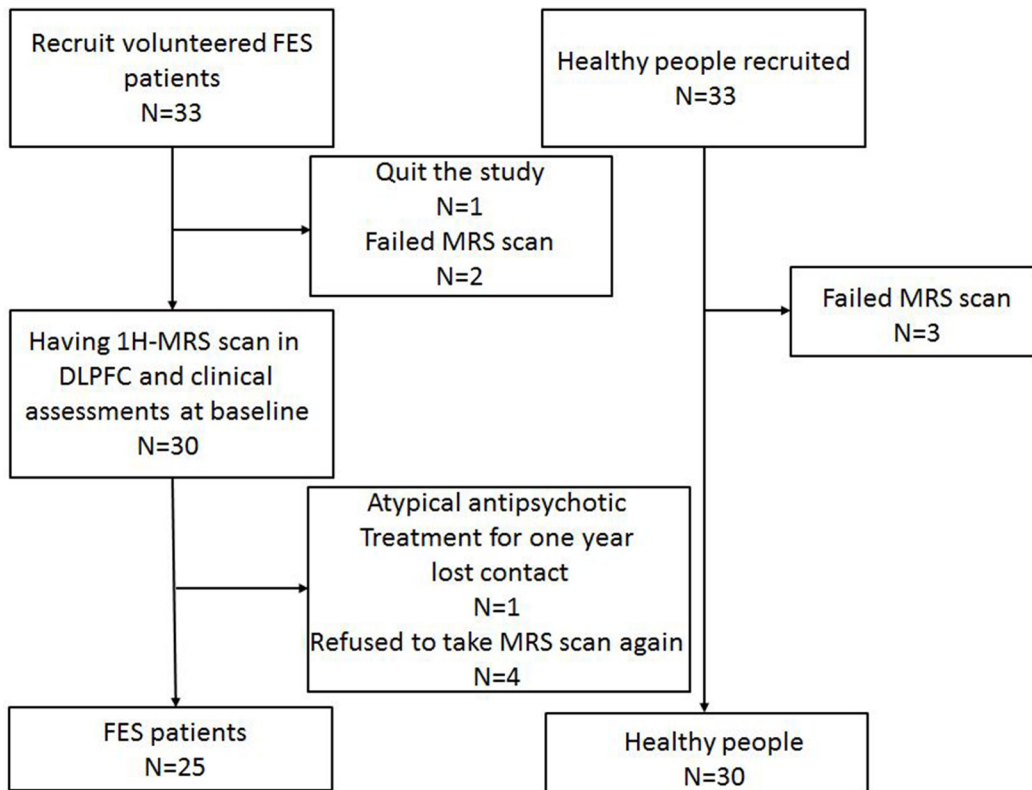 Recruit volunteered FES
patients
N=33
Healthy people recruited
N=33
Quit the study
N=1
Failed MRS scan
N=2
Failed MRS scan
N=3
Having 1H-MRS scan in
DLPFC and clinical
assessments at baseline
N=30
Atypical antipsychotic
Treatment for one year
lost contact
N=1
Refused to take MRS scan again
N=4
FES patients
N=25
Healthy people
N=30